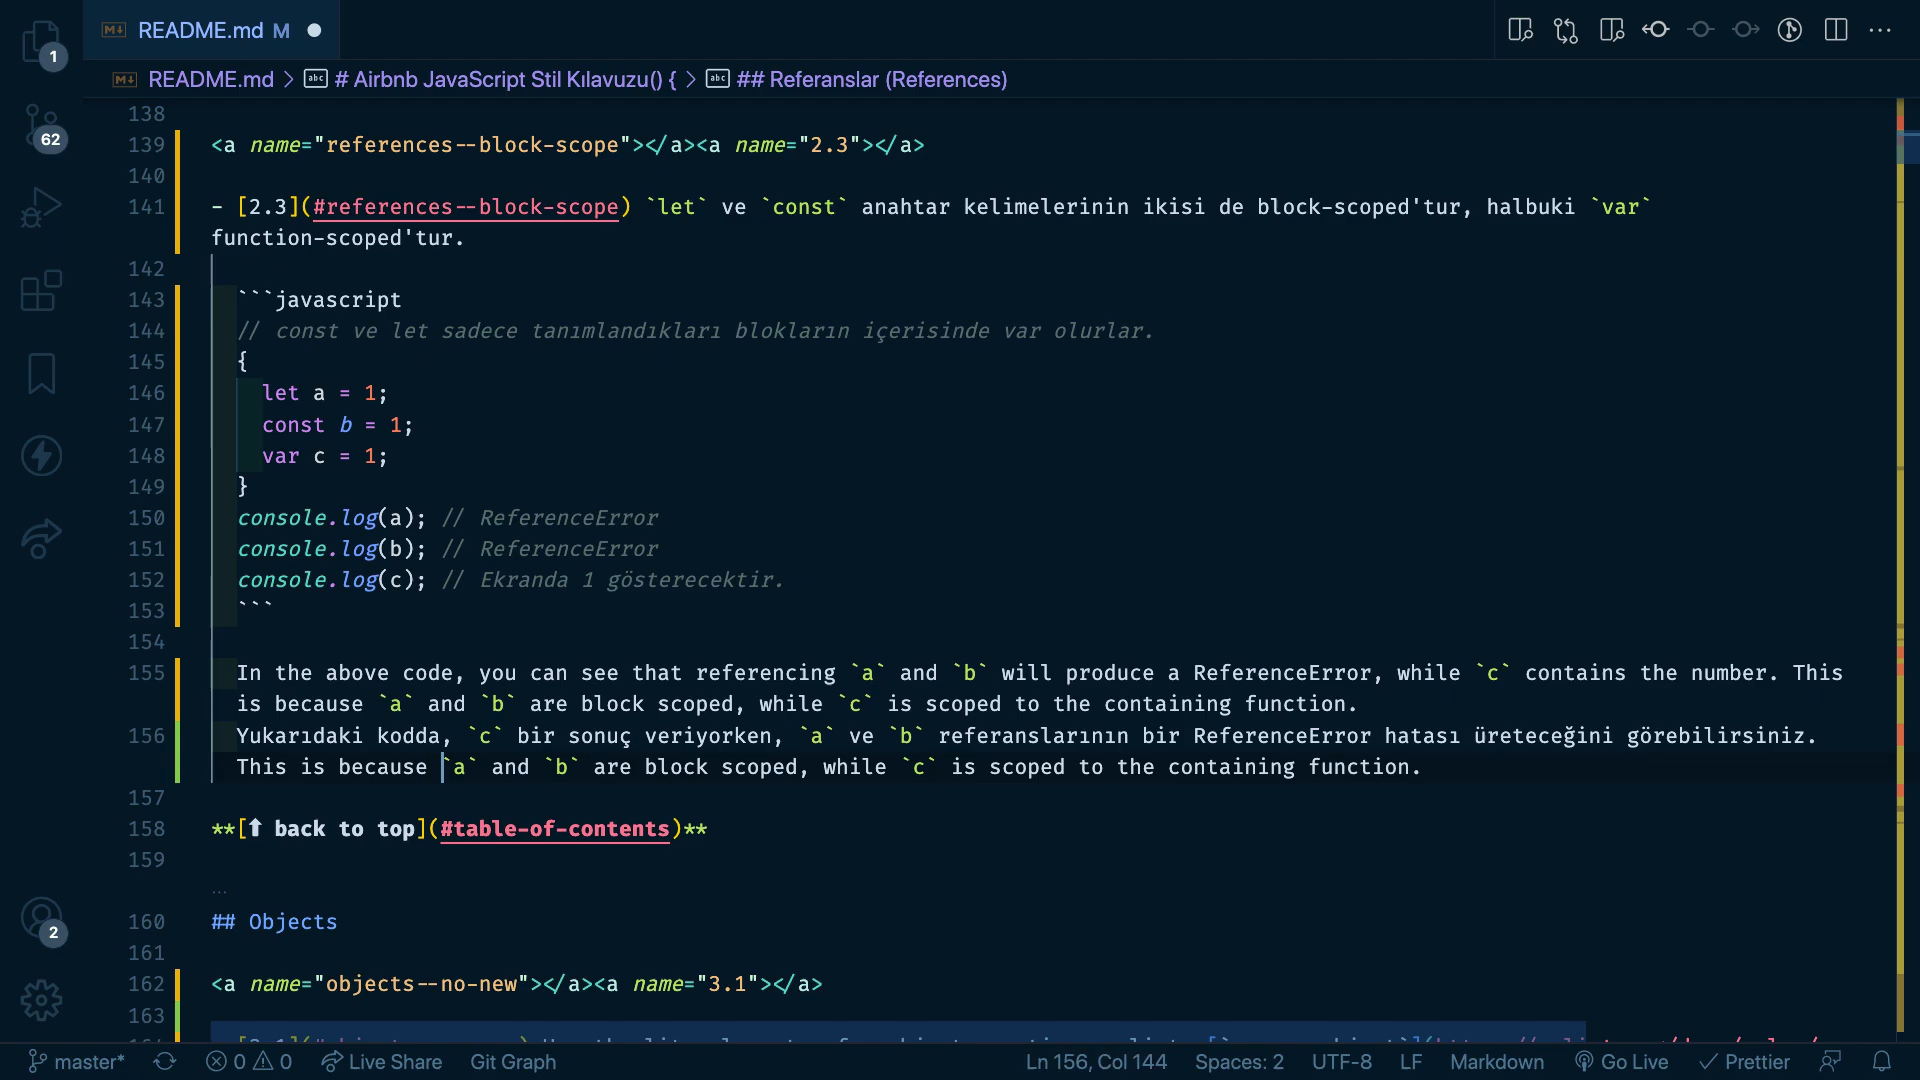 README.md M
README.md > # Airbnb JavaScript Stil Kılavuzu() { > ## Referanslar (References)
1
62
2
138
139 <a name="references--block-scope"></a><a name="2.3"></a>
140
141 - [2.3](#references--block-scope) `let` ve `const` anahtar kelimelerinin ikisi de block-scoped'tur, halbuki `var`
function-scoped'tur.
142
143 ```javascript
144 // const ve let sadece tanımlandıkları blokların içerisinde var olurlar.
145 {
146 let a = 1;
147 const b = 1;
148 var c = 1;
149 }
150 console.log(a); // ReferenceError
151 console.log(b); // ReferenceError
152 console.log(c); // Ekranda 1 gösterecektir.
153 ```
154
155 In the above code, you can see that referencing `a` and `b` will produce a ReferenceError, while `c` contains the number. This
is because `a` and `b` are block scoped, while `c` is scoped to the containing function.
156 Yukarıdaki kodda, `c` bir sonuç veriyorken, `a` ve `b` referanslarının bir ReferenceError hatası üreteceğini görebilirsiniz.
This is because `a` and `b` are block scoped, while `c` is scoped to the containing function.
157
158 **[⬆ back to top](#table-of-contents)**
159
...
160 ## Objects
161
162 <a name="objects--no-new"></a><a name="3.1"></a>
163
master* 0 0 Live Share Git Graph Ln 156, Col 144 Spaces: 2 UTF-8 LF Markdown Go Live Prettier